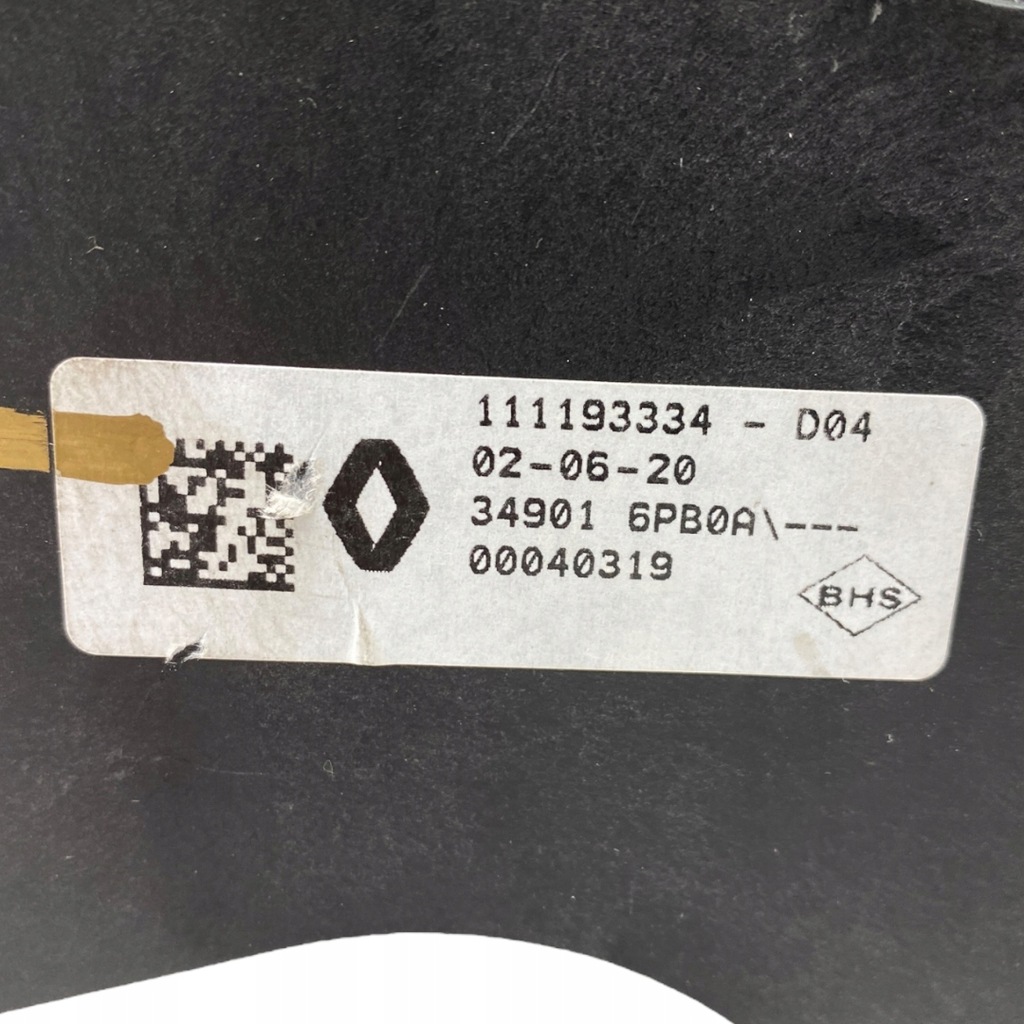 111193334 - D04
02-06-20
34901 6PB0A\---
00040319
BHS